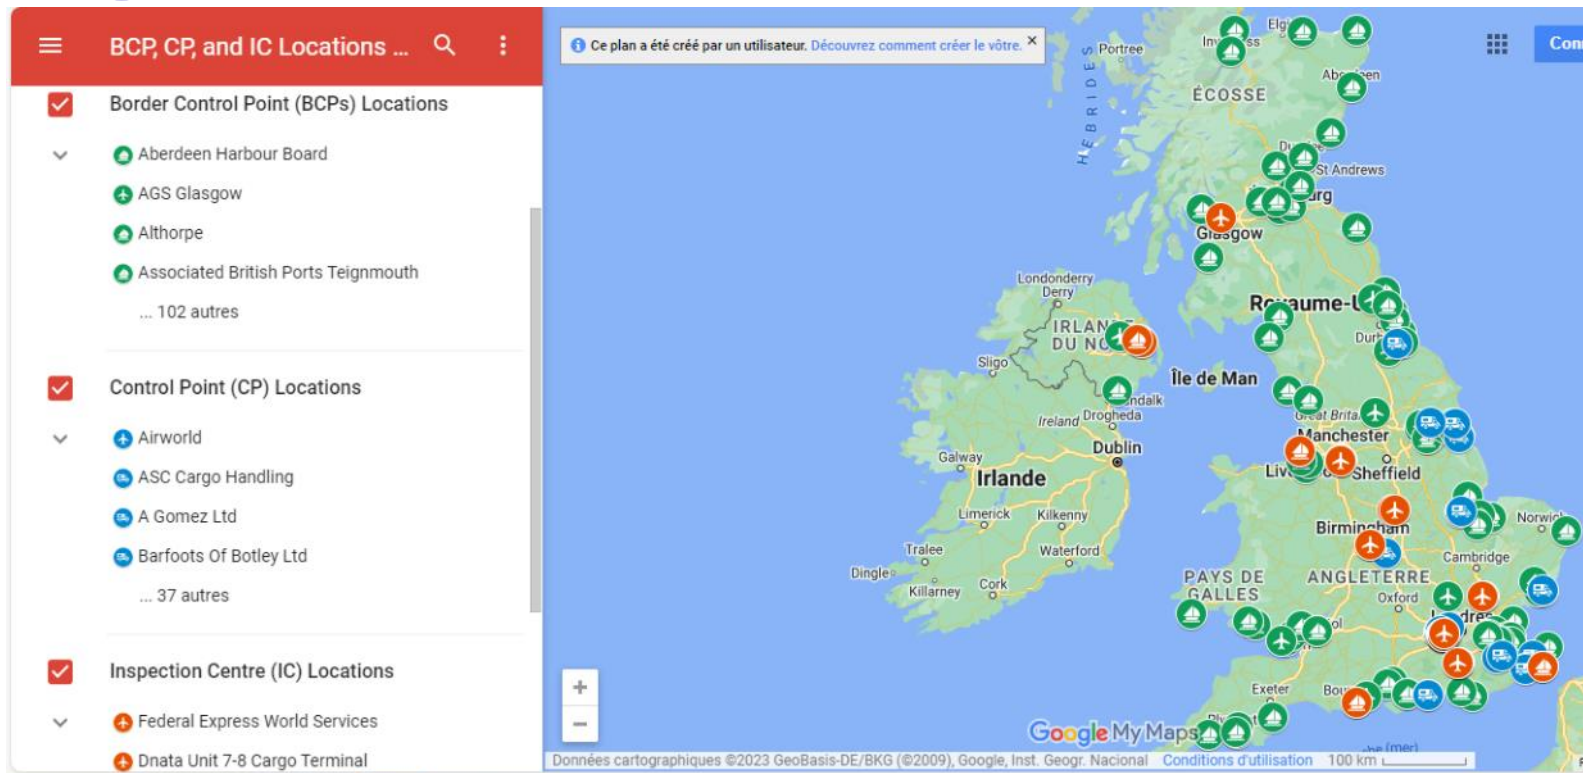 BCP, CP, and IC Locations ...
Border Control Point (BCPs) Locations
Aberdeen Harbour Board
AGS Glasgow
Althorpe
Associated British Ports Teignmouth
... 102 autres
Control Point (CP) Locations
Airworld
ASC Cargo Handling
A Gomez Ltd
Barfoots Of Botley Ltd
... 37 autres
Inspection Centre (IC) Locations
Federal Express World Services
Dnata Unit 7-8 Cargo Terminal
Ce plan a été créé par un utilisateur. Découvrez comment créer le vôtre. ×
Portree
HEBRIDES
ÉCOSSE
St Andrews
Glasgow
Londonderry
Derry
DU
Sligo
Île de Man
Ireland
Drogheda
Dublin
Galway
Irlande
Manchester
Sheffield
Limerick
Kilkenny
Birmingham
Tralee
Waterford
Cambridge
Dingle
Killarney
Cork
PAYS DE
GALLES
ANGLETERRE
Oxford
Exeter
Google My Maps
Données cartographiques ©2023 GeoBasis-DE/BKG (©2009), Google, Inst. Geogr. Nacional
Conditions d'utilisation
100 km